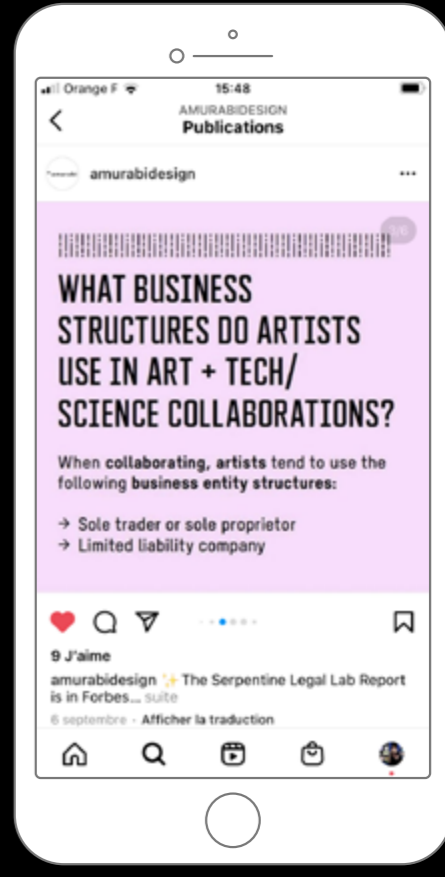 Orange F
15:48
AMURABIDESIGN
Publications
amurabidesign
3/6
WHAT BUSINESS
STRUCTURES DO ARTISTS
USE IN ART + TECH/
SCIENCE COLLABORATIONS?
When collaborating, artists tend to use the
following business entity structures:
→ Sole trader or sole proprietor
→ Limited liability company
9 J'aime
amurabidesign ✨ The Serpentine Legal Lab Report
is in Forbes... suite
6 septembre · Afficher la traduction